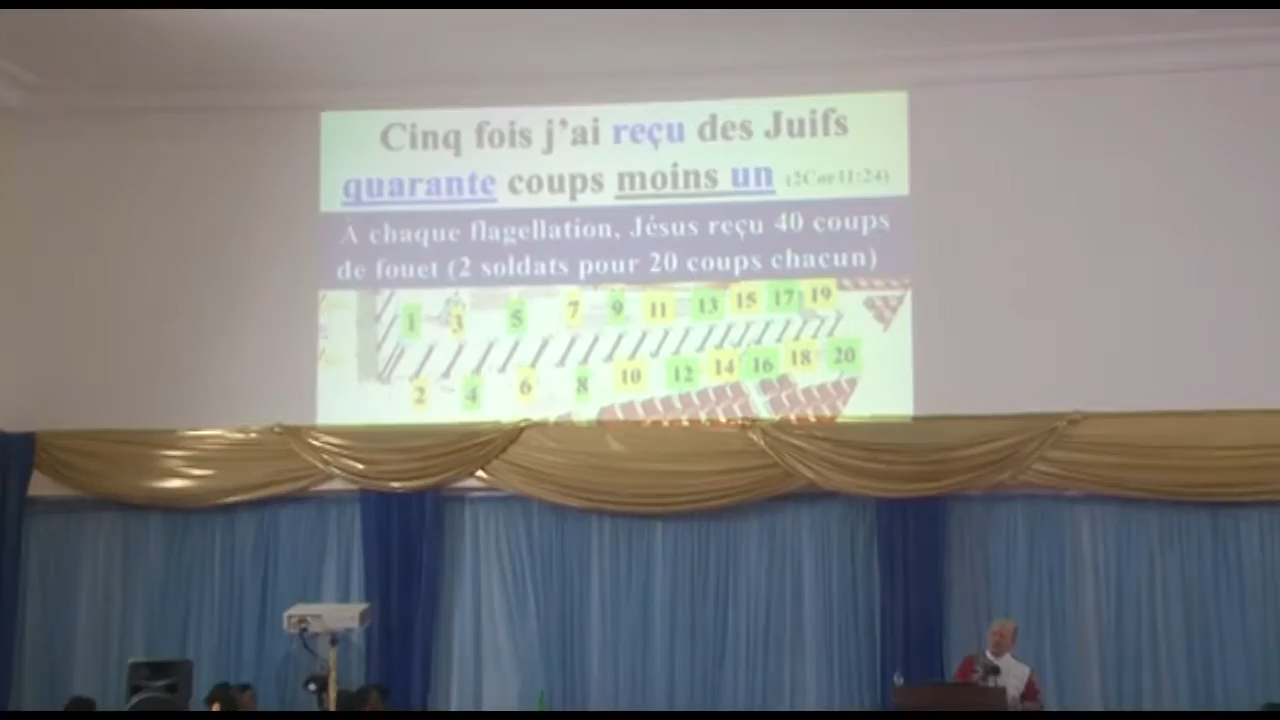 Cinq fois j'ai reçu des Juifs
quarante coups moins un (2Cor11:24)
À chaque flagellation, Jésus reçu 40 coups
de fouet (2 soldats pour 20 coups chacun)
1 3 5 7 9 11 13 15 17 19
2 4 6 8 10 12 14 16 18 20